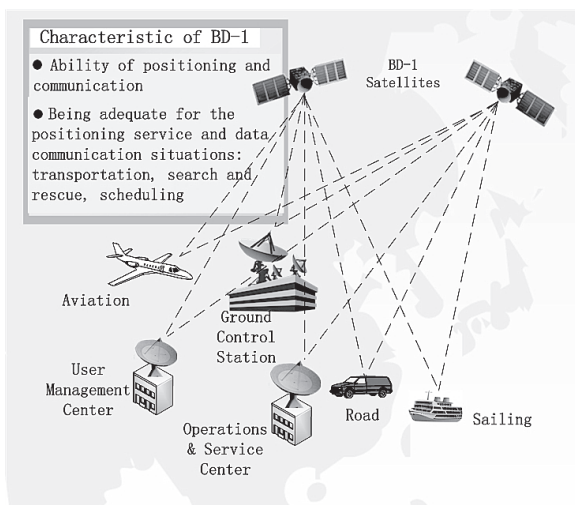 Characteristic of BD-1
● Ability of positioning and
communication
● Being adequate for the
positioning service and data
communication situations:
transportation, search and
rescue, scheduling
BD-1
Satellites
Aviation
Ground
Control
Station
User
Management
Center
Operations
& Service
Center
Road
Sailing